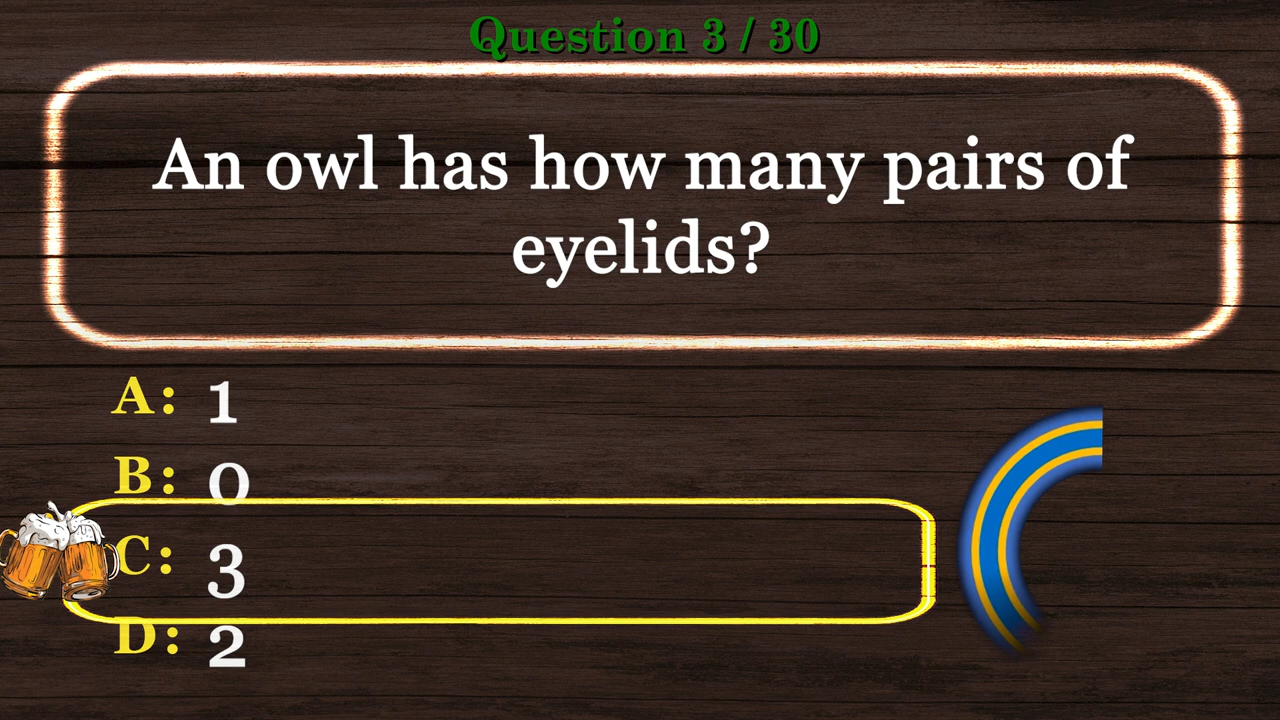 Question 3 / 30
An owl has how many pairs of
eyelids?
A: 1
B: 0
C: 3
D: 2